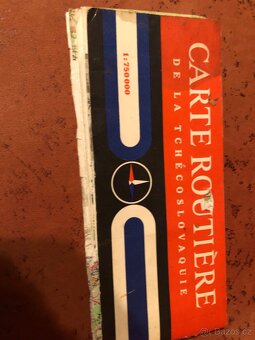 CARTE ROUTIÈRE
DE LA TCHÉCOSLOVAQUIE
1:750000